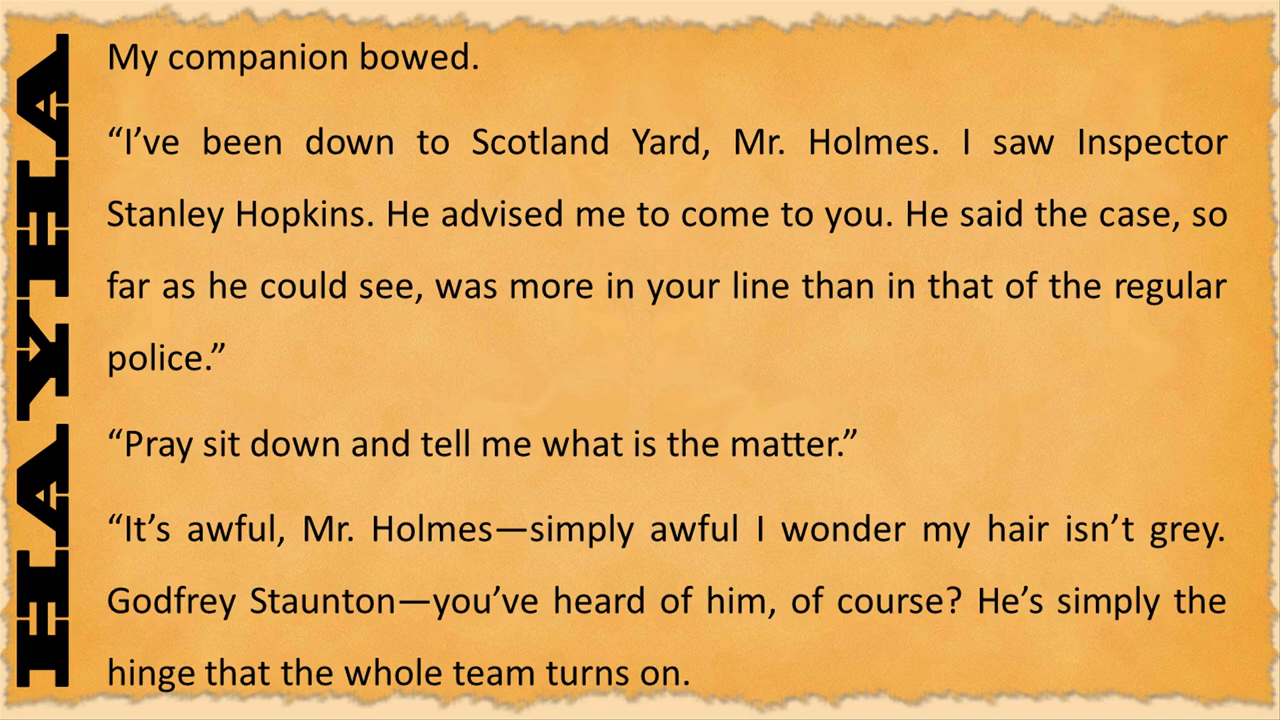 HAYHA
My companion bowed.
“I’ve been down to Scotland Yard, Mr. Holmes. I saw Inspector
Stanley Hopkins. He advised me to come to you. He said the case, so
far as he could see, was more in your line than in that of the regular
police.”
“Pray sit down and tell me what is the matter.”
“It’s awful, Mr. Holmes—simply awful I wonder my hair isn’t grey.
Godfrey Staunton—you’ve heard of him, of course? He’s simply the
hinge that the whole team turns on.